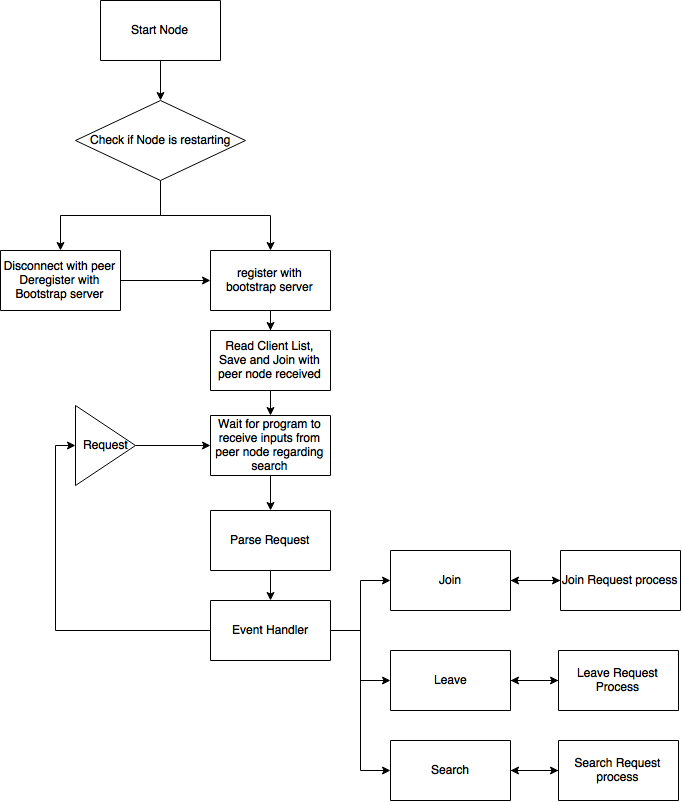 Start Node
Check if Node is restarting
Disconnect with peer
Deregister with
Bootstrap server
register with
bootstrap server
Read Client List,
Save and Join with
peer node received
Request
Wait for program to
receive inputs from
peer node regarding
search
Parse Request
Event Handler
Join
Join Request process
Leave
Leave Request
Process
Search
Search Request
process